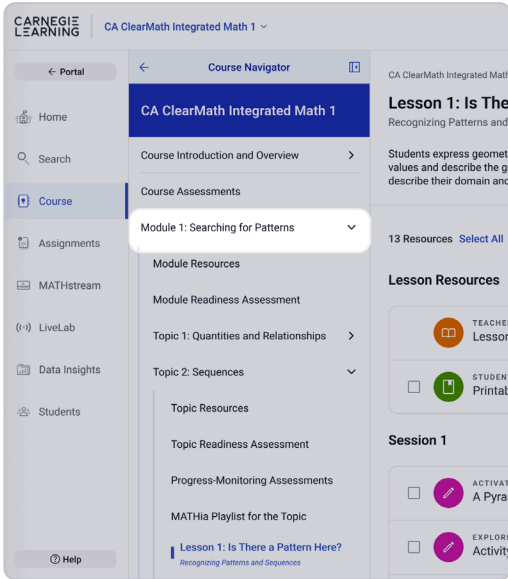 CARNEGIE
LEARNING
CA ClearMath Integrated Math 1
← Portal
Home
Search
Course
Assignments
MATHstream
LiveLab
Data Insights
Students
Help
Course Navigator
CA ClearMath Integrated Math 1
Course Introduction and Overview
Course Assessments
Module 1: Searching for Patterns
Module Resources
Module Readiness Assessment
Topic 1: Quantities and Relationships
Topic 2: Sequences
Topic Resources
Topic Readiness Assessment
Progress-Monitoring Assessments
MATHia Playlist for the Topic
Lesson 1: Is There a Pattern Here?
Recognizing Patterns and Sequences
CA ClearMath Integrated Math
Lesson 1: Is The
Recognizing Patterns and
Students express geomet
values and describe the g
describe their domain and
13 Resources Select All
Lesson Resources
TEACHE
Lesson
STUDENT
Printab
Session 1
ACTIVAT
A Pyra
EXPLOR
Activity